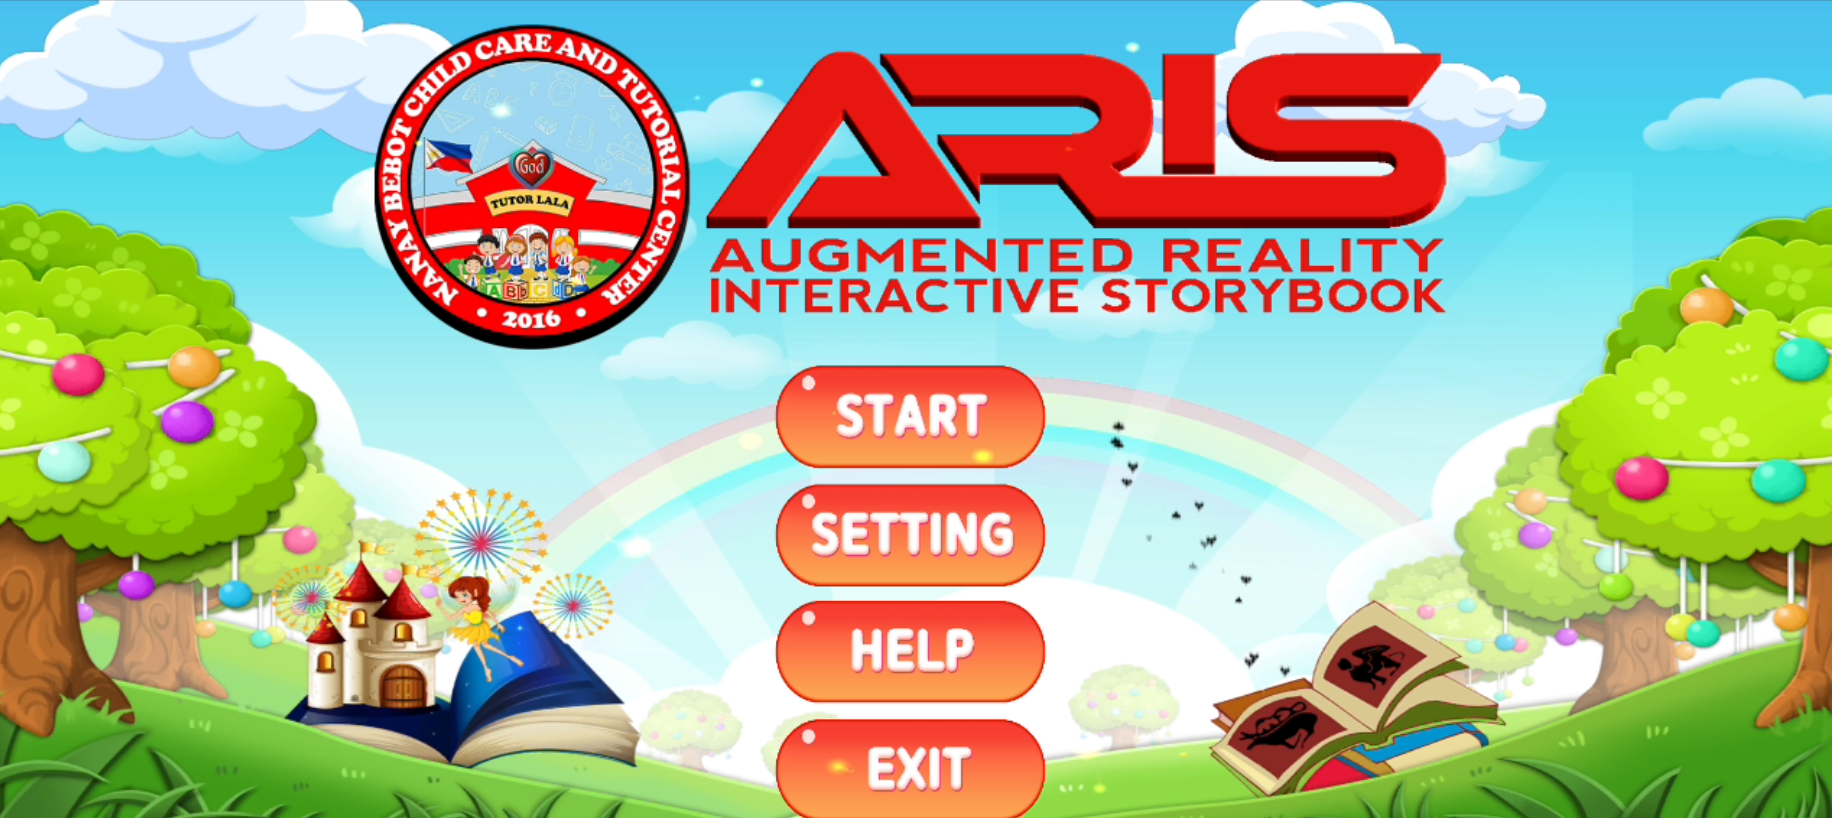 NANAY BEBOT CHILD CARE AND TUTORIAL CENTER
God
TUTOR LALA
ABCD
• 2016 •
ARIS
AUGMENTED REALITY
INTERACTIVE STORYBOOK
START
SETTING
HELP
EXIT